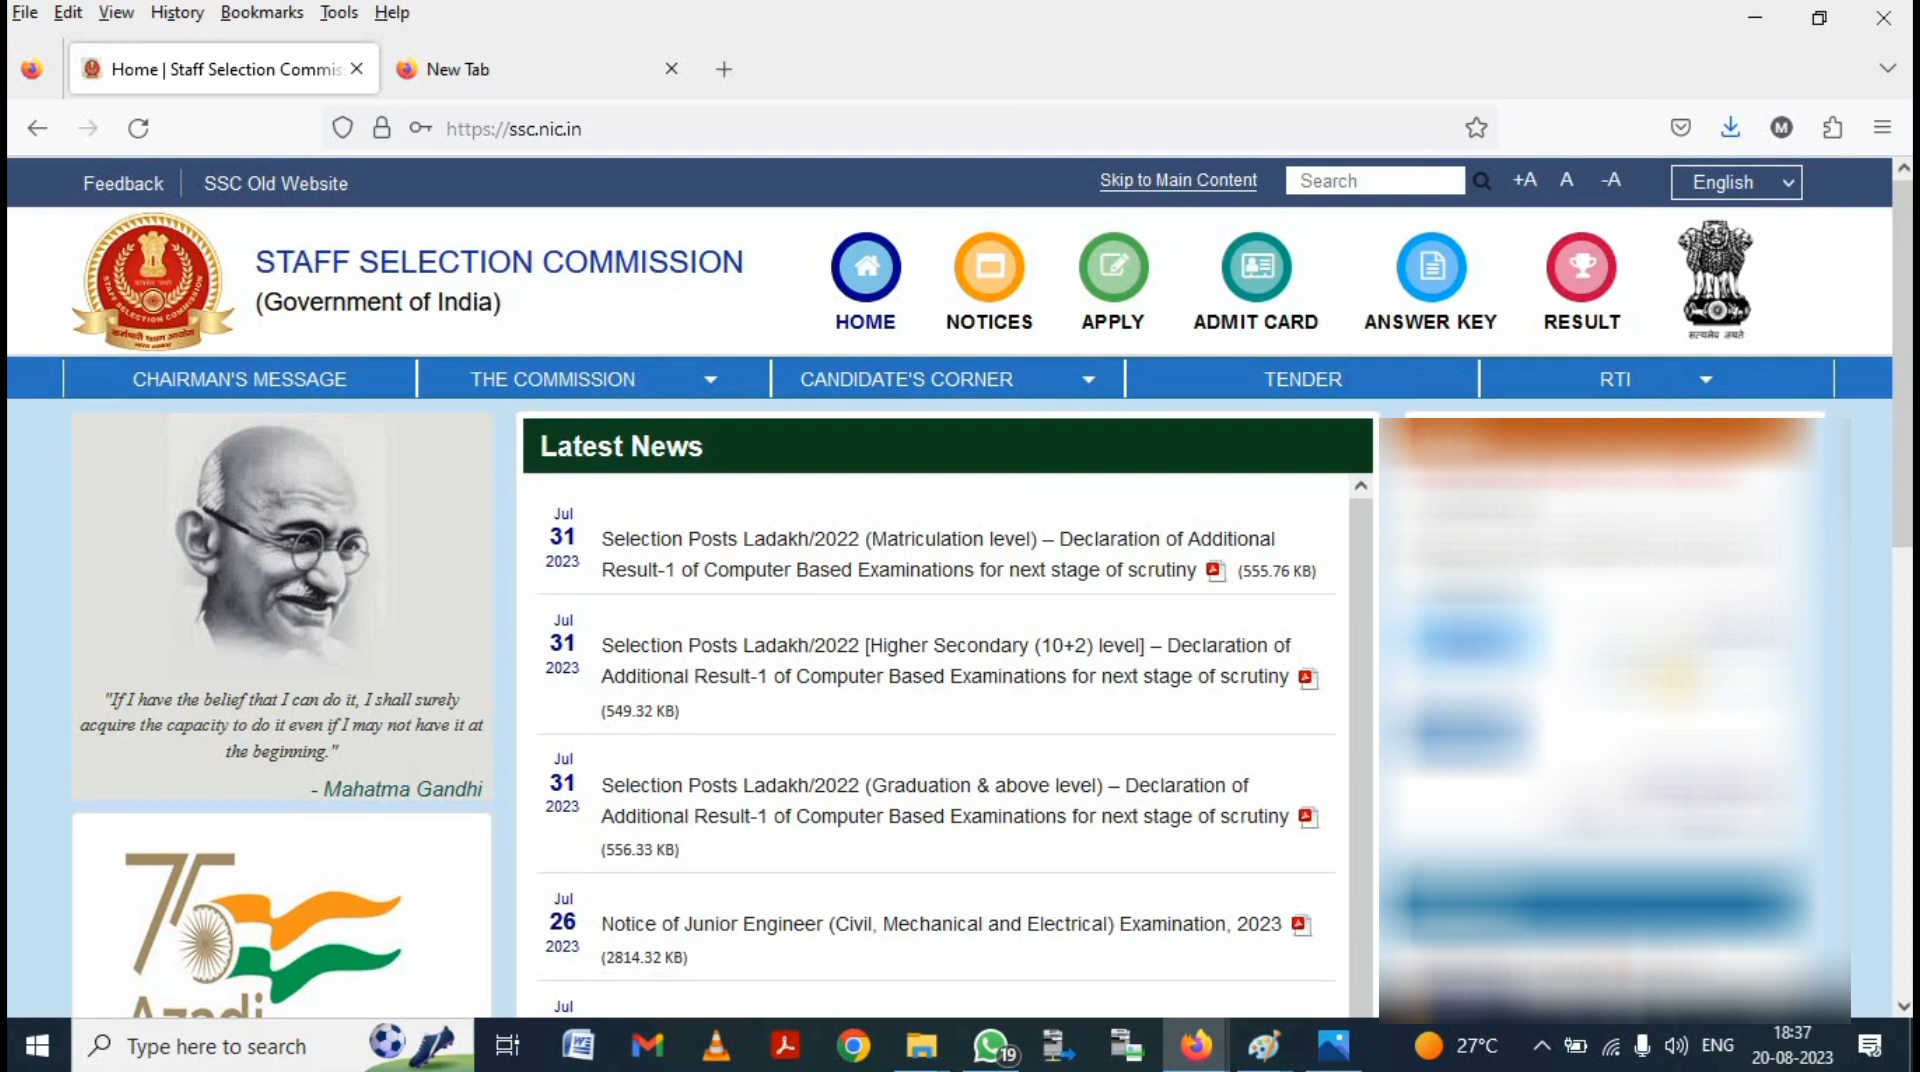 File Edit View History Bookmarks Tools Help
Home | Staff Selection Commis
New Tab
https://ssc.nic.in
Feedback
SSC Old Website
Skip to Main Content
Search
+A A -A
English
STAFF SELECTION COMMISSION
(Government of India)
HOME
NOTICES
APPLY
ADMIT CARD
ANSWER KEY
RESULT
सत्यमेव जयते
CHAIRMAN'S MESSAGE
THE COMMISSION
CANDIDATE'S CORNER
TENDER
RTI
"If I have the belief that I can do it, I shall surely
acquire the capacity to do it even if I may not have it at
the beginning."
- Mahatma Gandhi
75
Azadi
Latest News
Jul
31
2023
Selection Posts Ladakh/2022 (Matriculation level) – Declaration of Additional
Result-1 of Computer Based Examinations for next stage of scrutiny (555.76 KB)
Jul
31
2023
Selection Posts Ladakh/2022 [Higher Secondary (10+2) level] – Declaration of
Additional Result-1 of Computer Based Examinations for next stage of scrutiny
(549.32 KB)
Jul
31
2023
Selection Posts Ladakh/2022 (Graduation & above level) – Declaration of
Additional Result-1 of Computer Based Examinations for next stage of scrutiny
(556.33 KB)
Jul
26
2023
Notice of Junior Engineer (Civil, Mechanical and Electrical) Examination, 2023
(2814.32 KB)
Jul
Type here to search
19
27°C
ENG
18:37
20-08-2023